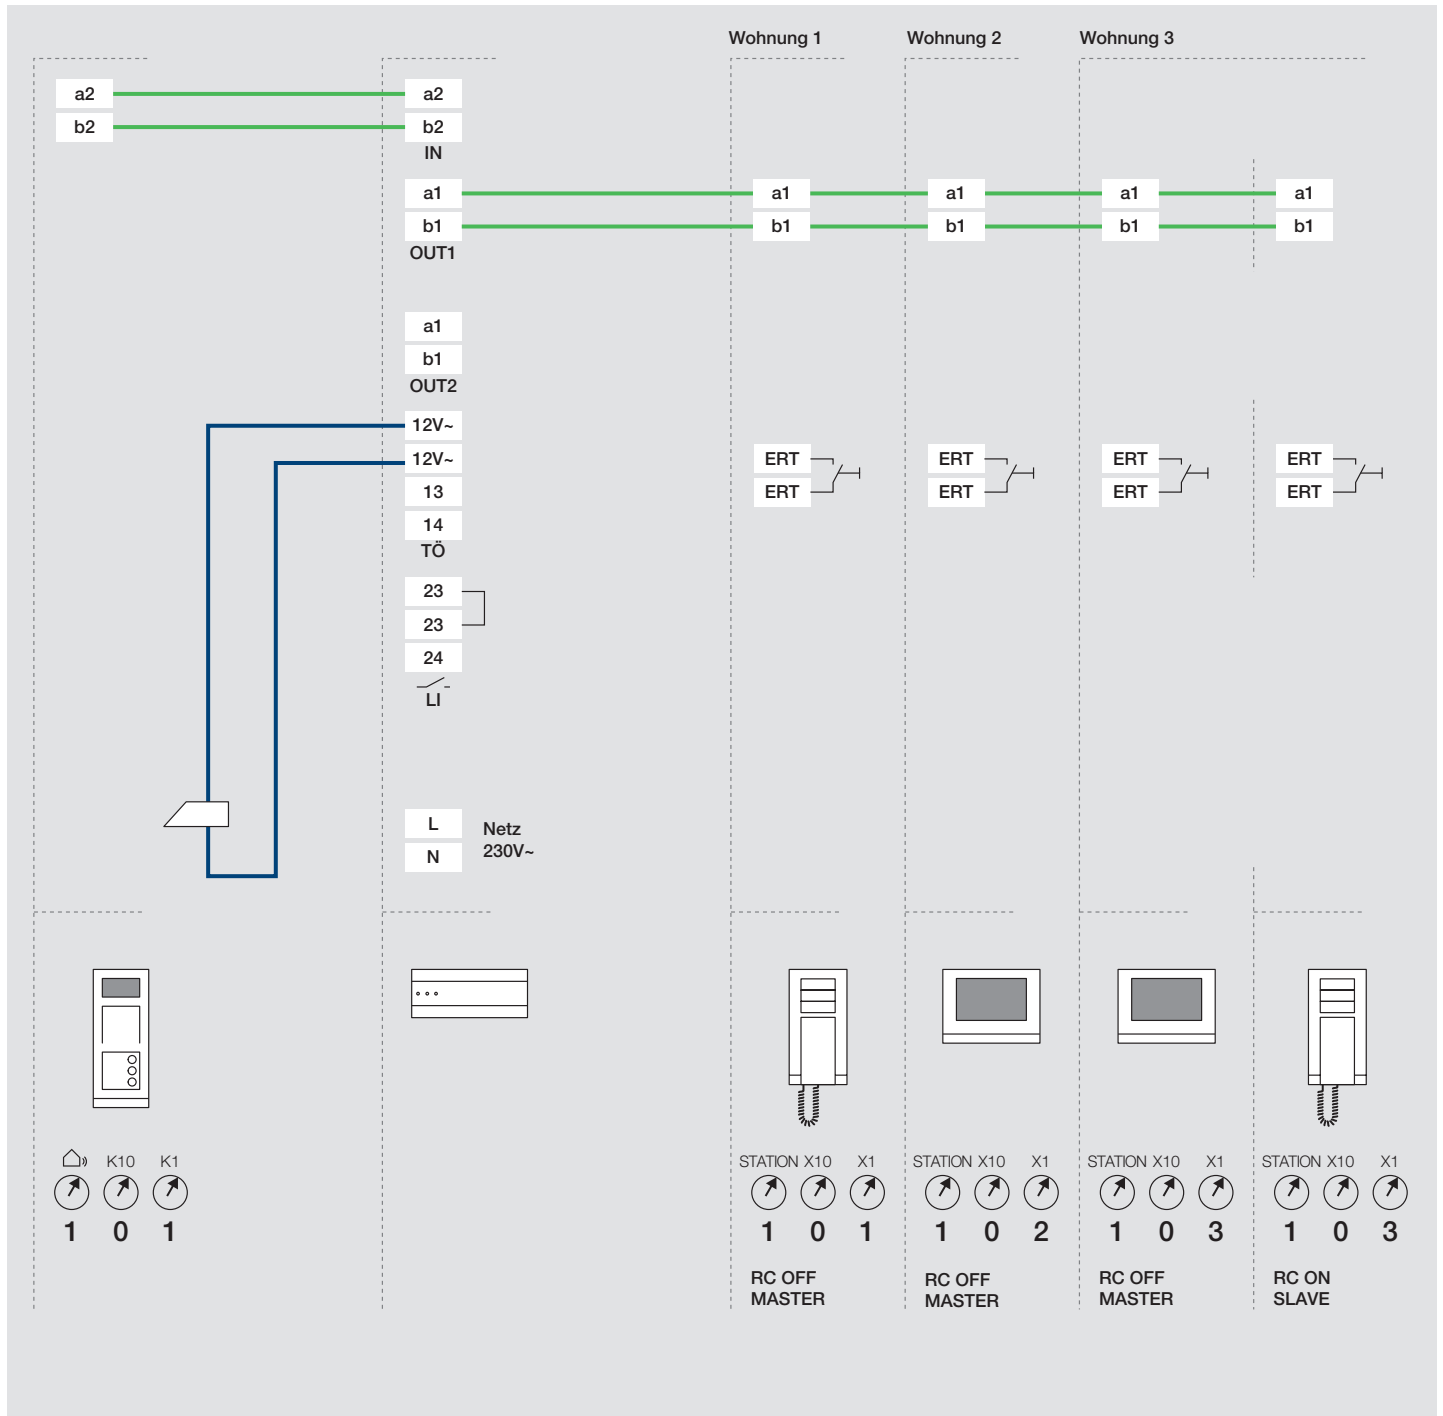 Wohnung 1 Wohnung 2 Wohnung 3
a2 a2
b2 b2
IN
a1 a1 a1 a1 a1
b1 b1 b1 b1 b1
OUT1
a1
b1
OUT2
12V~
12V~ ERT ERT ERT ERT
13 ERT ERT ERT ERT
14
TÖ
23
23
24
LI
L
N
Netz
230V~
K10 K1 STATION X10 X1 STATION X10 X1 STATION X10 X1 STATION X10 X1
1 0 1 1 0 1 1 0 2 1 0 3 1 0 3
RC OFF RC OFF RC OFF RC ON
MASTER MASTER MASTER SLAVE